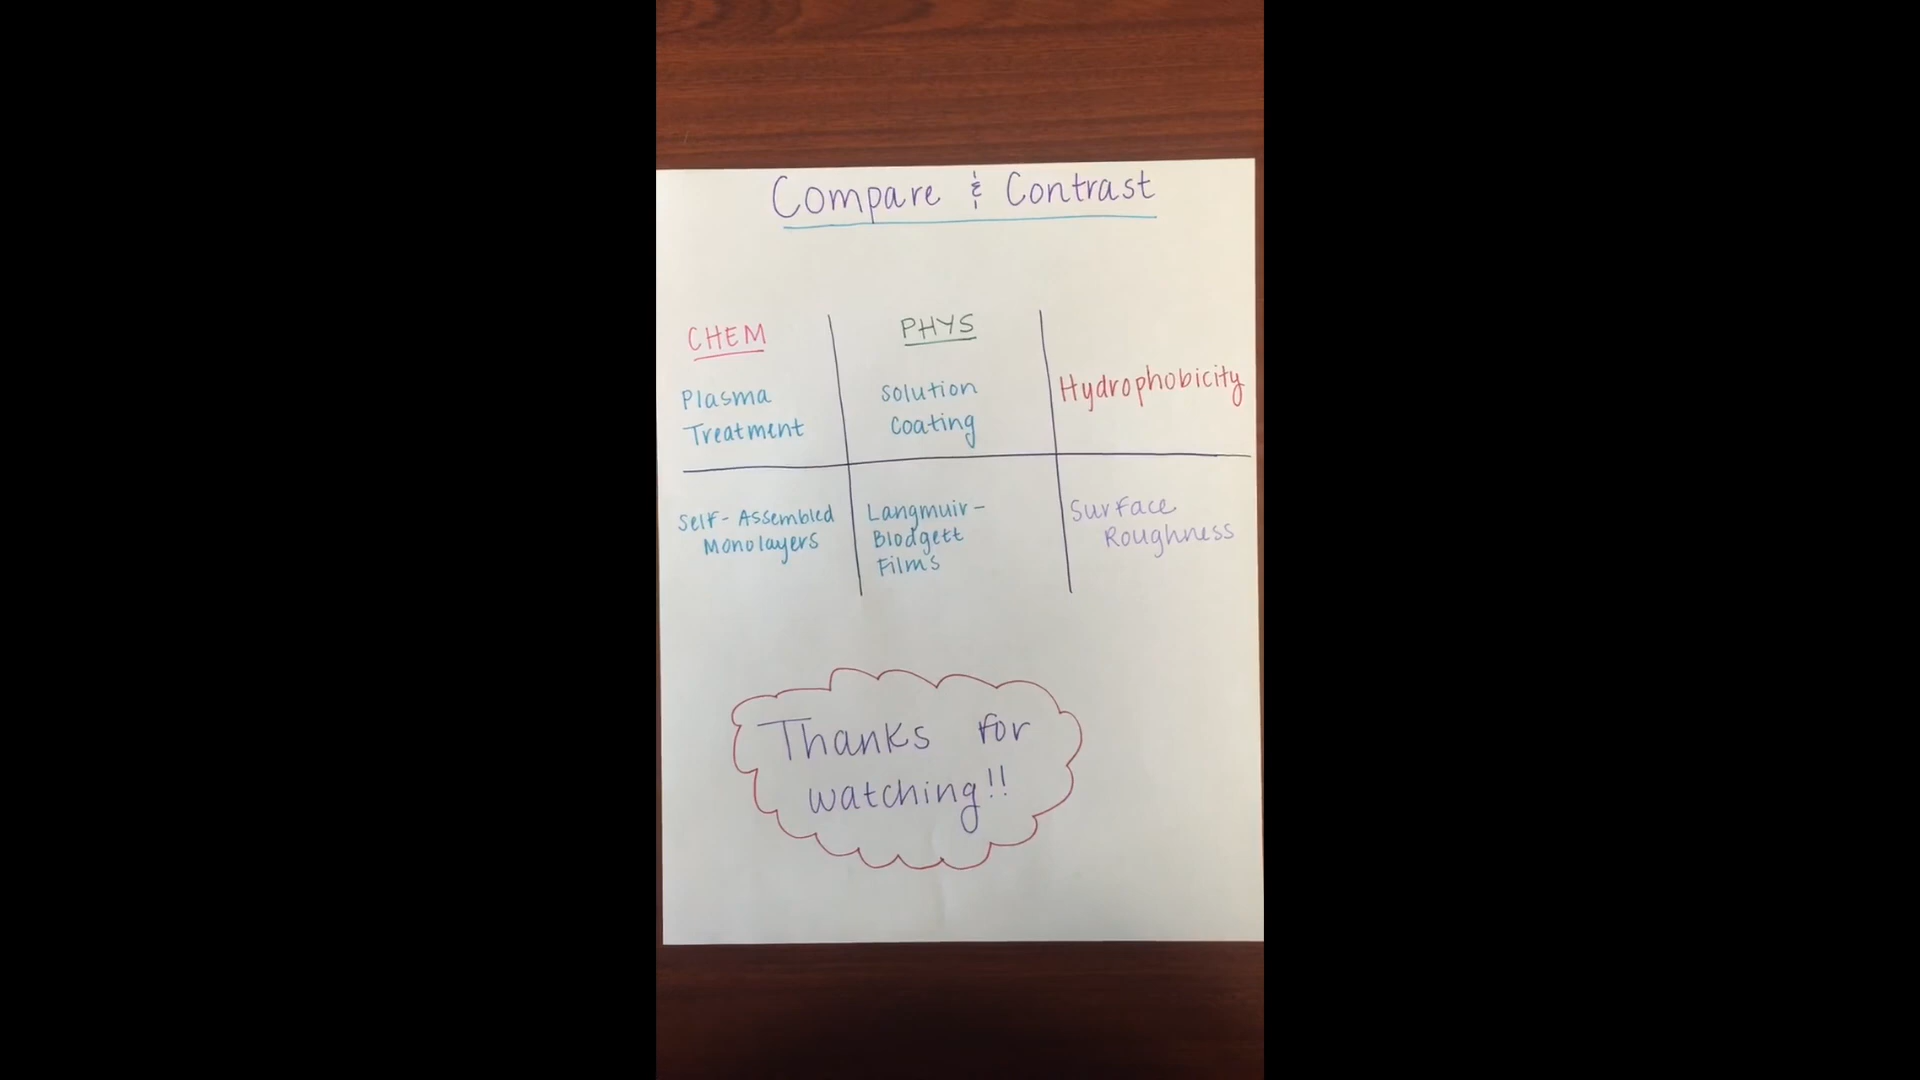 Compare & Contrast
CHEM
PHYS
Plasma
Treatment
Solution
Coating
Hydrophobicity
Self-Assembled
Monolayers
Langmuir-
Blodgett
Films
Surface
Roughness
Thanks for
watching!!